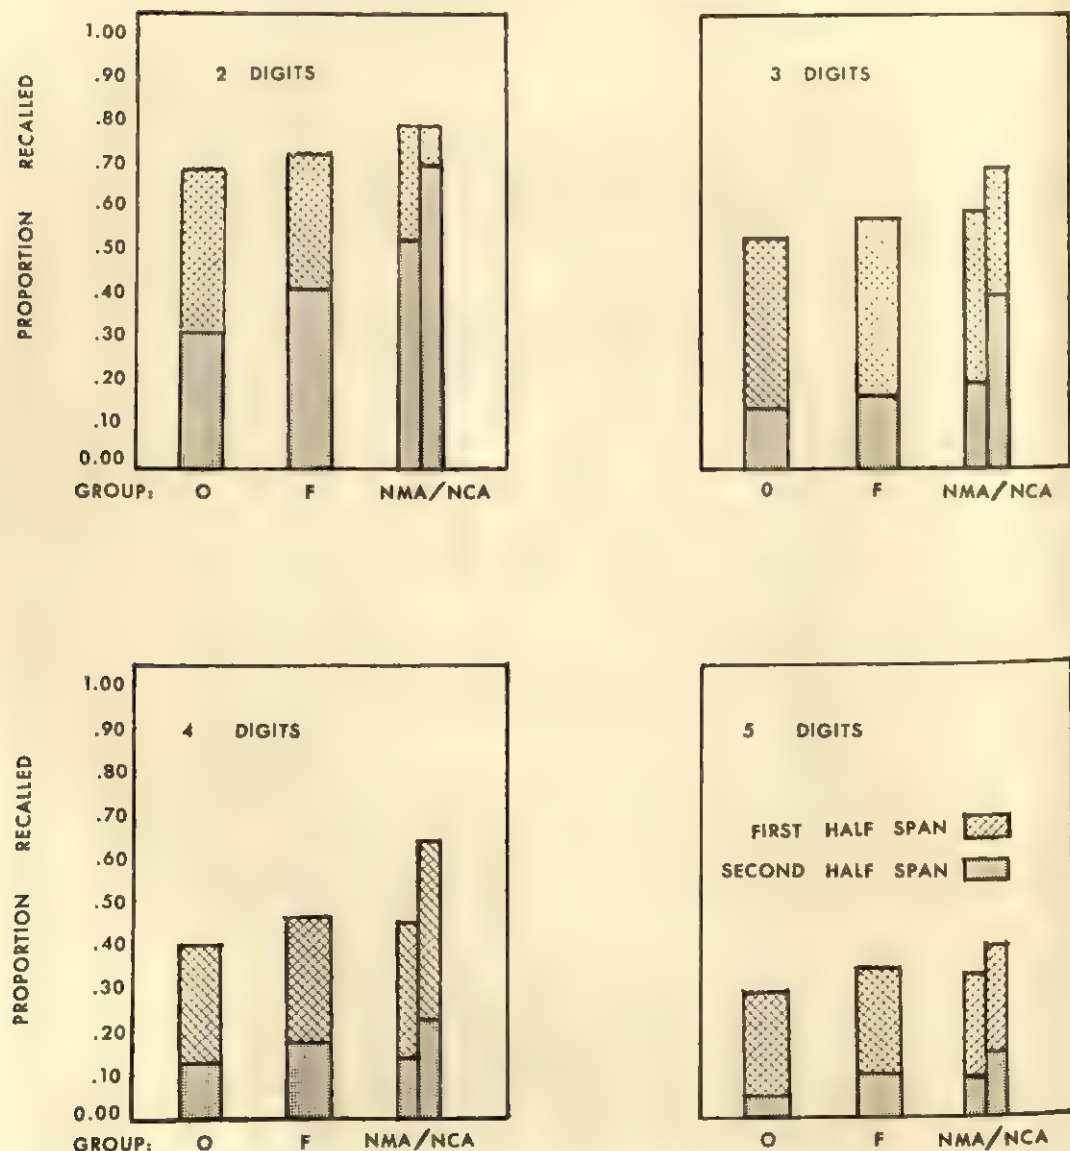 PROPORTION RECALLED
1.00
.90
.80
.70
.60
.50
.40
.30
.20
.10
0.00
2 DIGITS
GROUP: O F NMA/NCA
3 DIGITS
0 F NMA/NCA
PROPORTION RECALLED
1.00
.90
.80
.70
.60
.50
.40
.30
.20
.10
0.00
4 DIGITS
GROUP: O F NMA/NCA
5 DIGITS
FIRST HALF SPAN
SECOND HALF SPAN
O F NMA/NCA